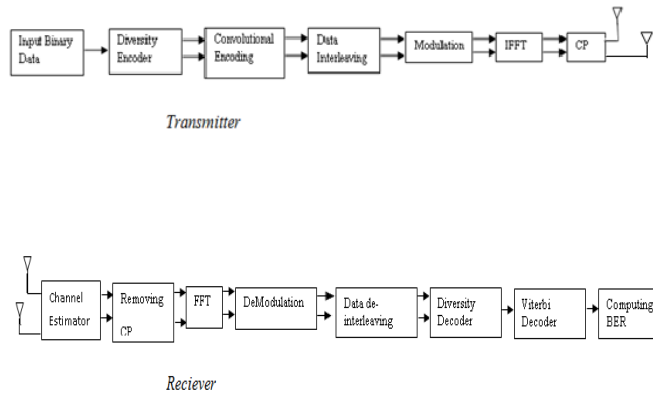 Input Binary
Data
Diversity
Encoder
Convolutional
Encoding
Data
Interleaving
Modulation
IFFT
CP
Transmitter
Channel
Estimator
Removing
CP
FFT
DeModulation
Data de-
interleaving
Diversity
Decoder
Viterbi
Decoder
Computing
BER
Reciever